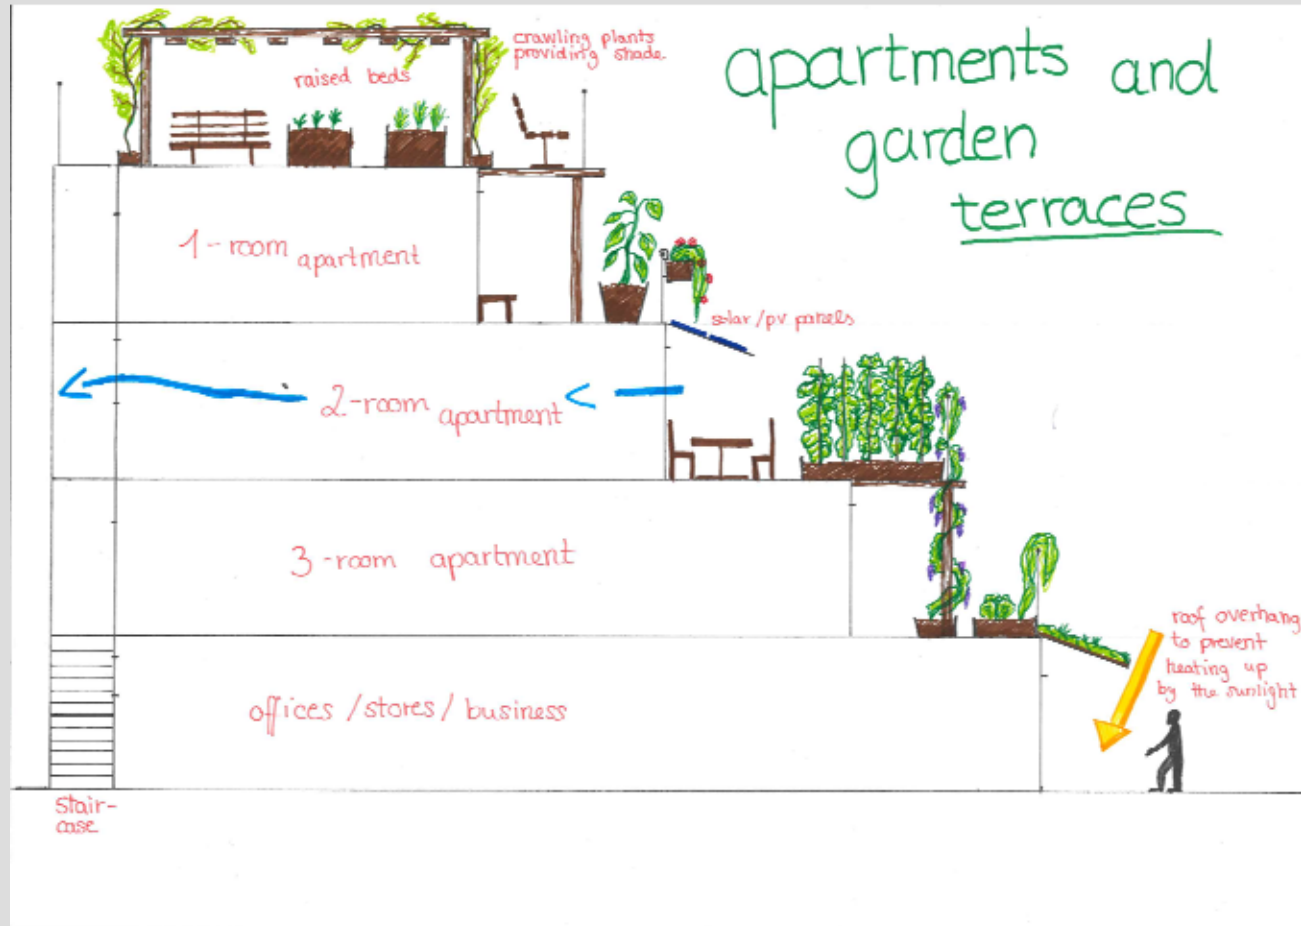 apartments and
garden
terraces
crawling plants
providing shade.
raised beds
1-room apartment
solar/pv panels
2-room apartment
3-room apartment
roof overhang
to prevent
heating up
by the sunlight
offices/stores/business
stair-
case